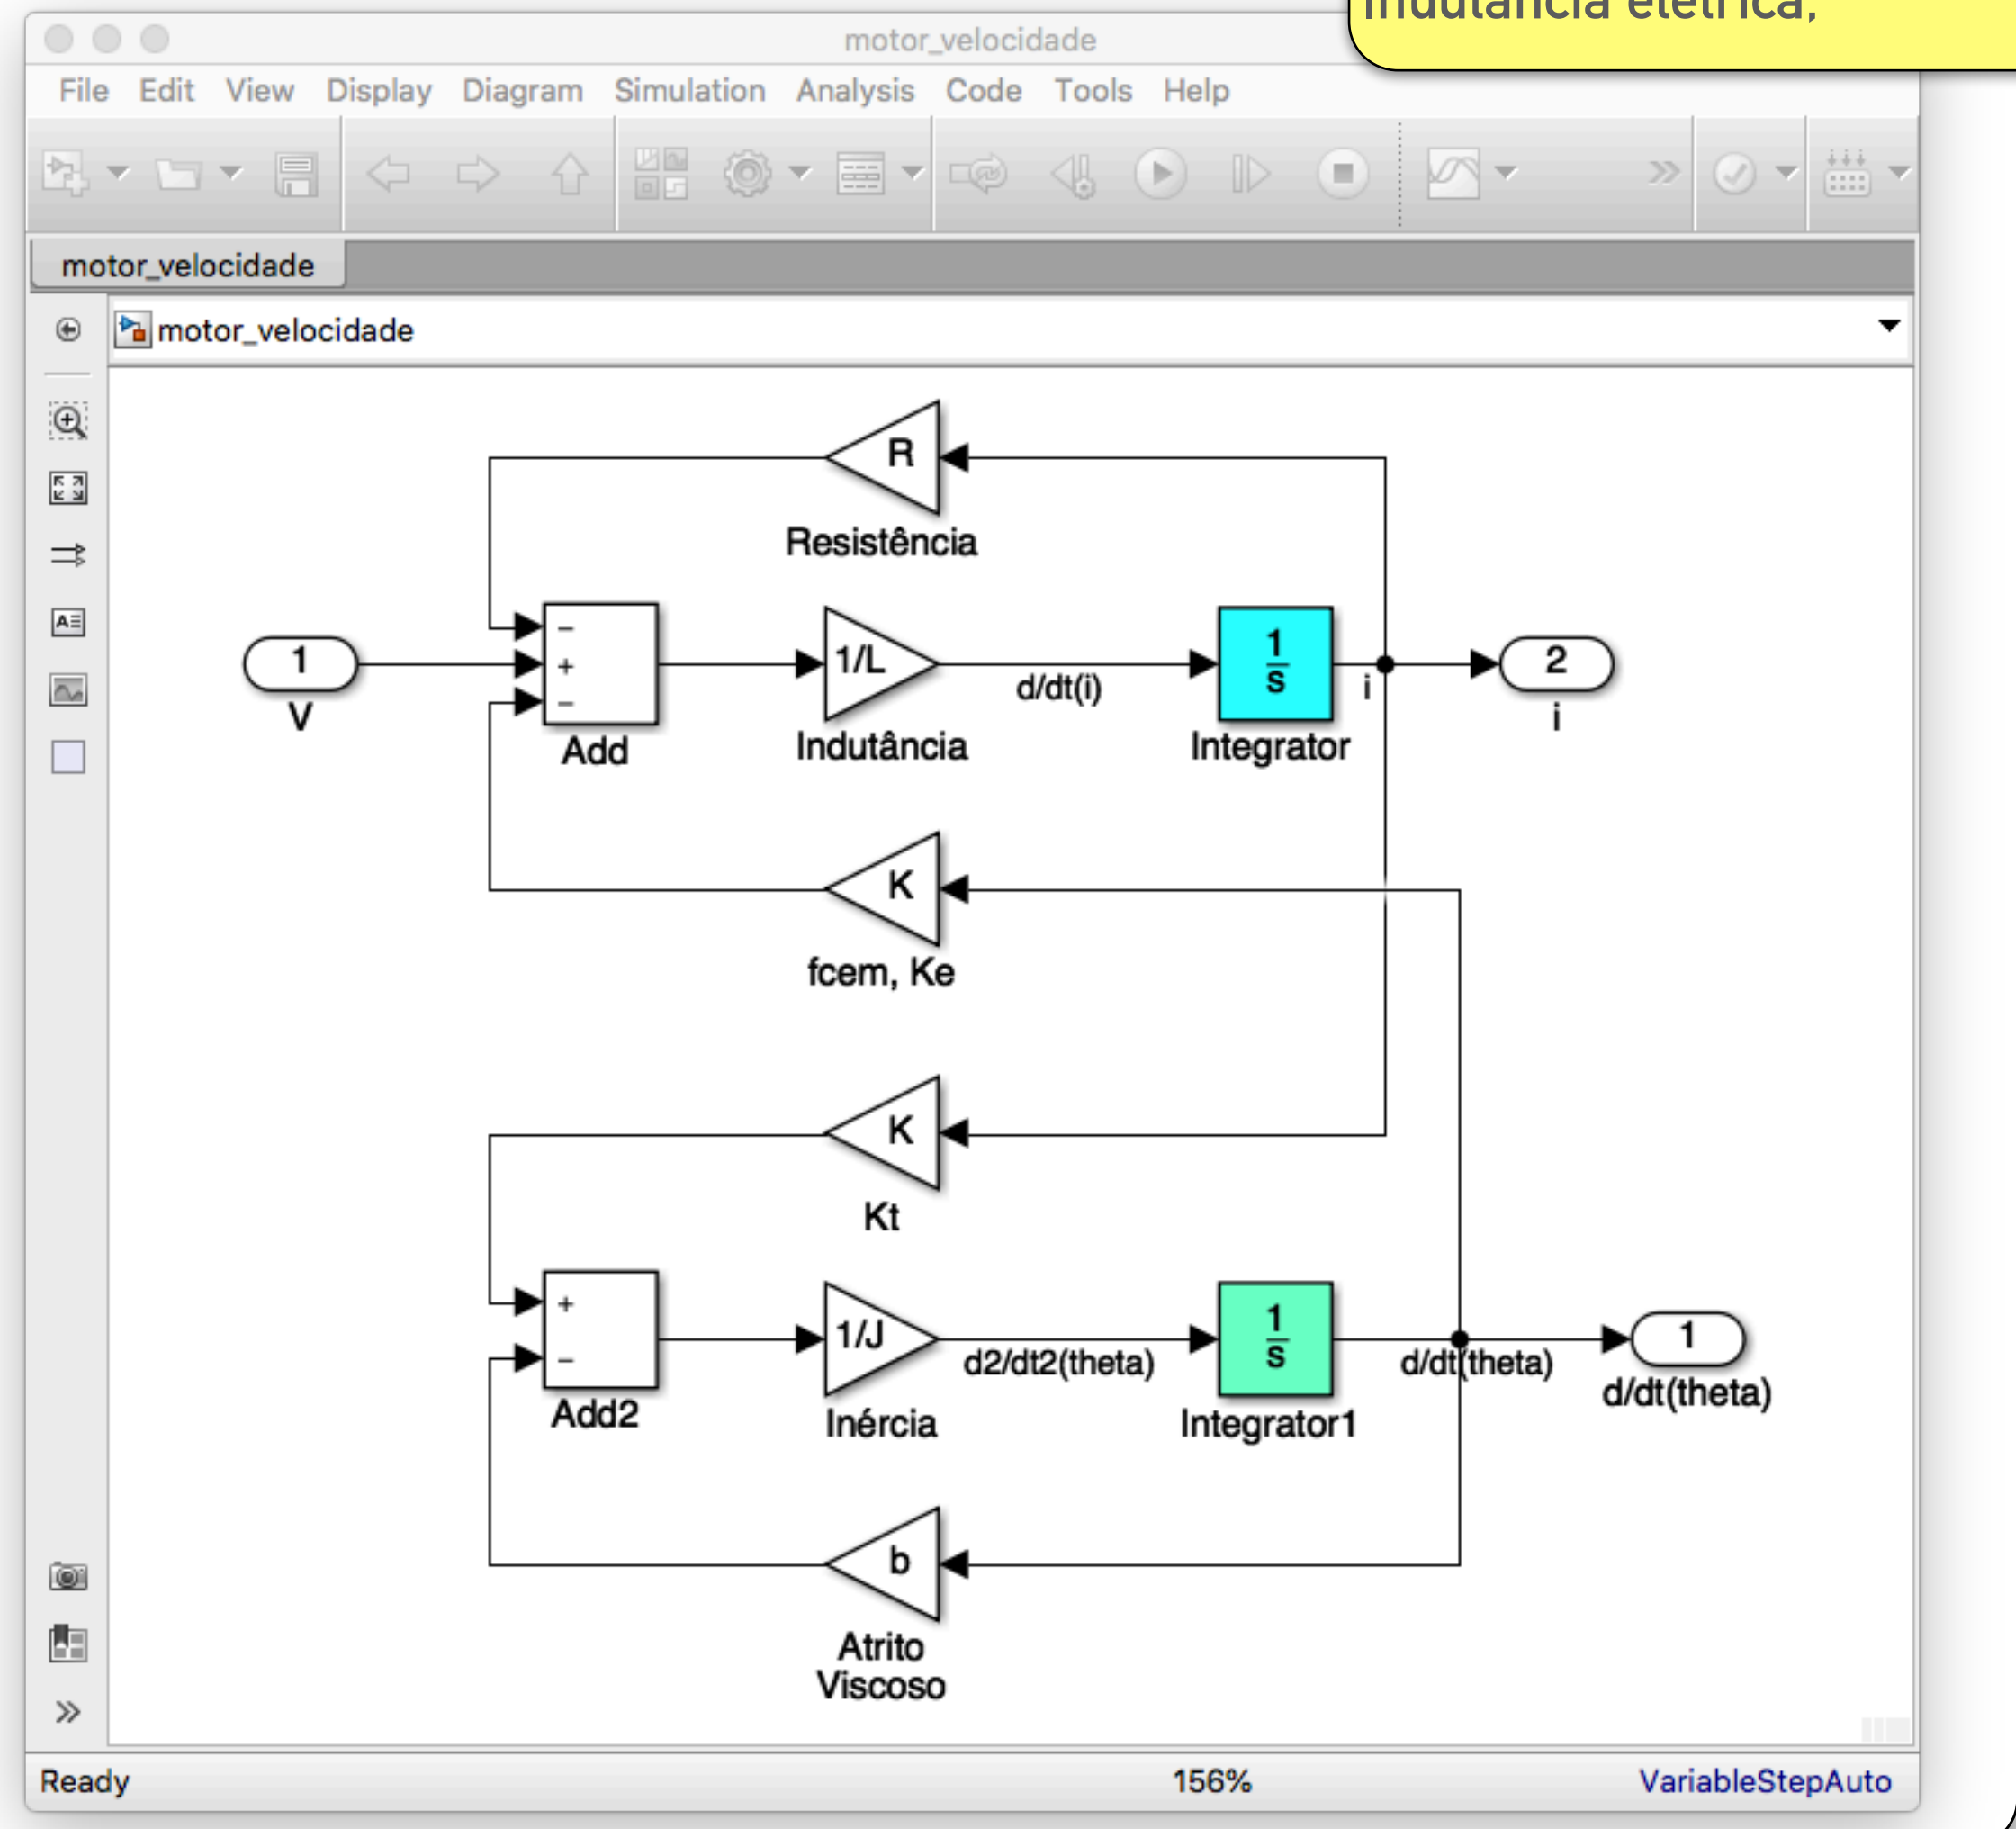 indutância elétrica;
motor_velocidade
File Edit View Display Diagram Simulation Analysis Code Tools Help
motor_velocidade
motor_velocidade
R
Resistência
1
V
−
+
−
Add
1/L
Indutância
d/dt(i)
1
s
Integrator
i
2
i
K
fcem, Ke
K
Kt
+
−
Add2
1/J
Inércia
d2/dt2(theta)
1
s
Integrator1
d/dt(theta)
1
d/dt(theta)
b
Atrito
Viscoso
Ready 156% VariableStepAuto